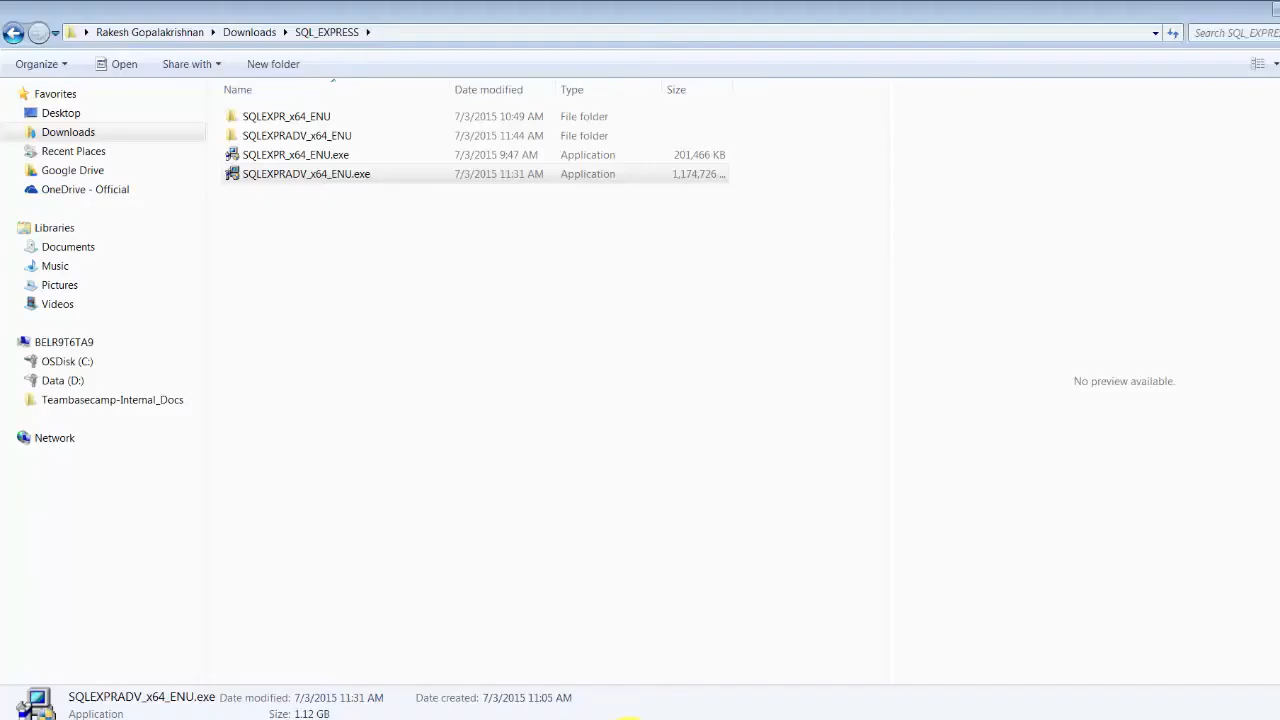 Rakesh Gopalakrishnan Downloads SQL_EXPRESS
Search SQL_EXPRE
Organize Open Share with New folder
Name Date modified Type Size
Favorites
Desktop
Downloads
Recent Places
Google Drive
OneDrive - Official
Libraries
Documents
Music
Pictures
Videos
BELR9T6TA9
OSDisk (C:)
Data (D:)
Teambasecamp-Internal_Docs
Network
SQLEXPR_x64_ENU 7/3/2015 10:49 AM File folder
SQLEXPRADV_x64_ENU 7/3/2015 11:44 AM File folder
SQLEXPR_x64_ENU.exe 7/3/2015 9:47 AM Application 201,466 KB
SQLEXPRADV_x64_ENU.exe 7/3/2015 11:31 AM Application 1,174,726 ...
No preview available.
SQLEXPRADV_x64_ENU.exe Date modified: 7/3/2015 11:31 AM Date created: 7/3/2015 11:05 AM
Application Size: 1.12 GB